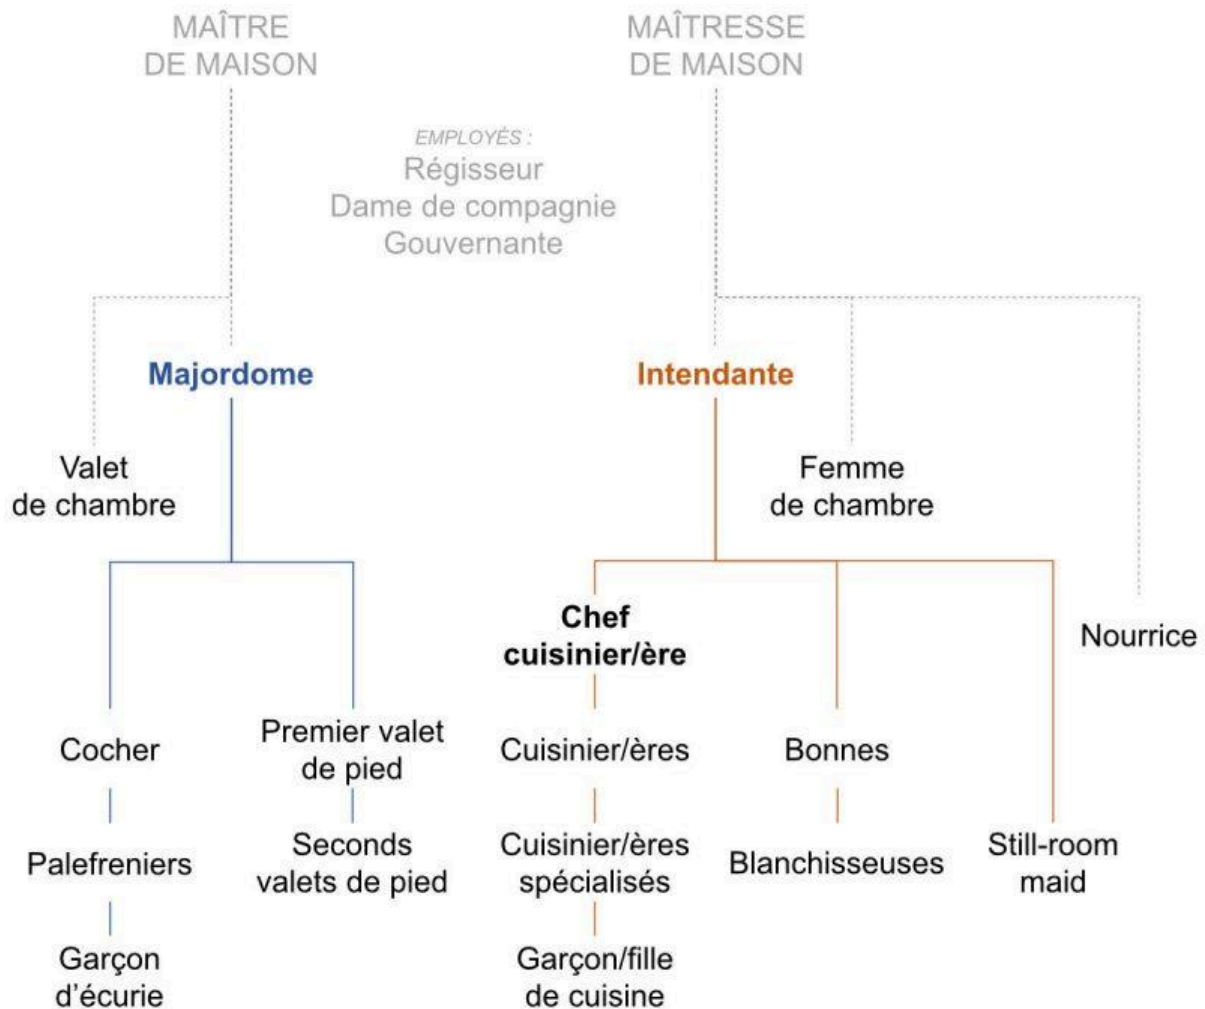 MAÎTRE
DE MAISON
MAÎTRESSE
DE MAISON
EMPLOYÉS :
Régisseur
Dame de compagnie
Gouvernante
Majordome
Intendante
Valet
de chambre
Femme
de chambre
Chef
cuisinier/ère
Nourrice
Cocher
Premier valet
de pied
Cuisinier/ères
Bonnes
Palefreniers
Seconds
valets de pied
Cuisinier/ères
spécialisés
Blanchisseuses
Still-room
maid
Garçon
d’écurie
Garçon/fille
de cuisine